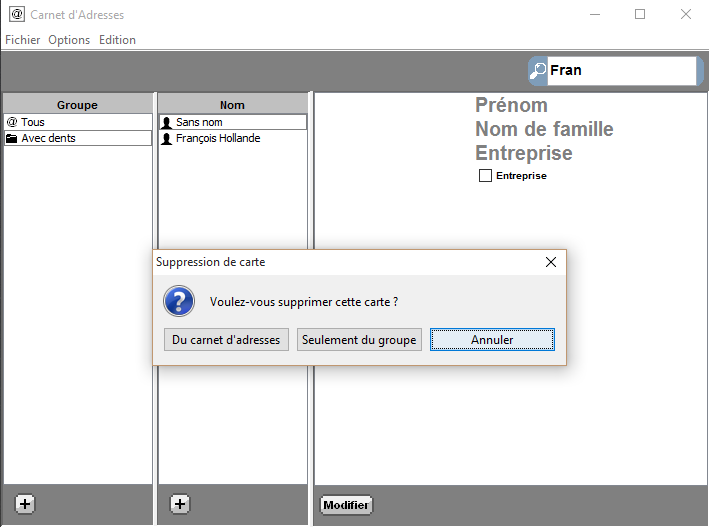 @ Carnet d'Adresses
Fichier Options Edition
Fran
Groupe
@ Tous
Avec dents
Nom
Sans nom
François Hollande
Prénom
Nom de famille
Entreprise
Entreprise
Suppression de carte
Voulez-vous supprimer cette carte ?
Du carnet d'adresses Seulement du groupe Annuler
Modifier